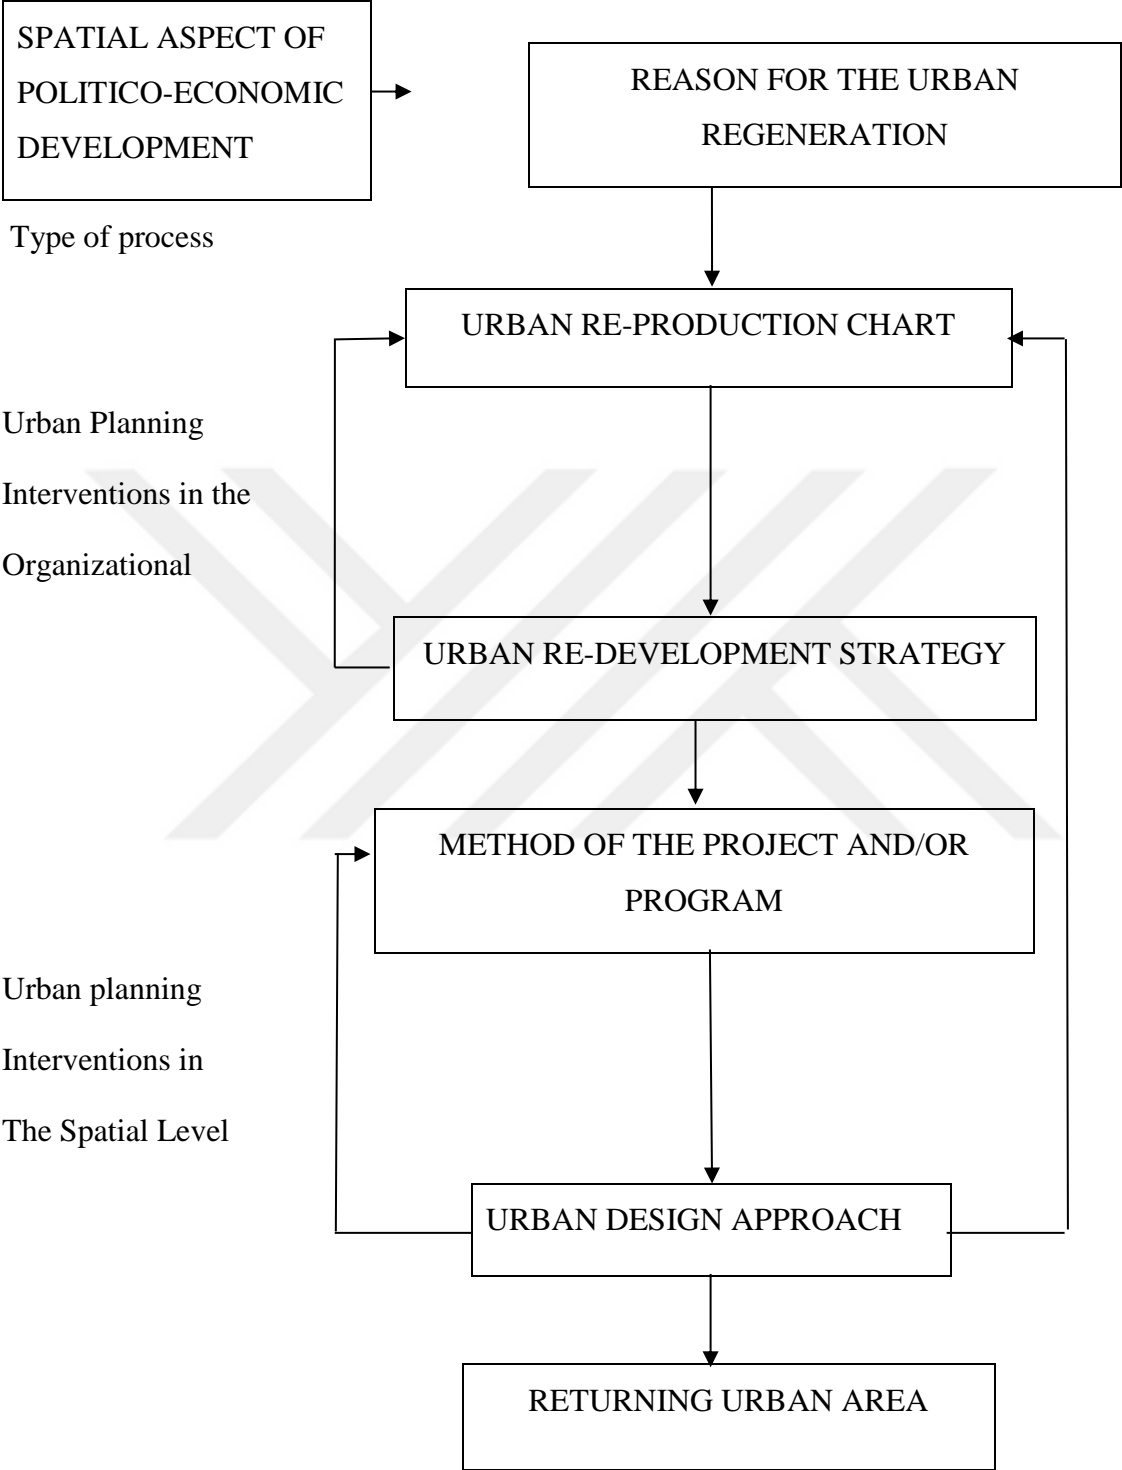 SPATIAL ASPECT OF
POLITICO-ECONOMIC
DEVELOPMENT
REASON FOR THE URBAN
REGENERATION
Type of process
URBAN RE-PRODUCTION CHART
Urban Planning
Interventions in the
Organizational
URBAN RE-DEVELOPMENT STRATEGY
METHOD OF THE PROJECT AND/OR
PROGRAM
Urban planning
Interventions in
The Spatial Level
URBAN DESIGN APPROACH
RETURNING URBAN AREA